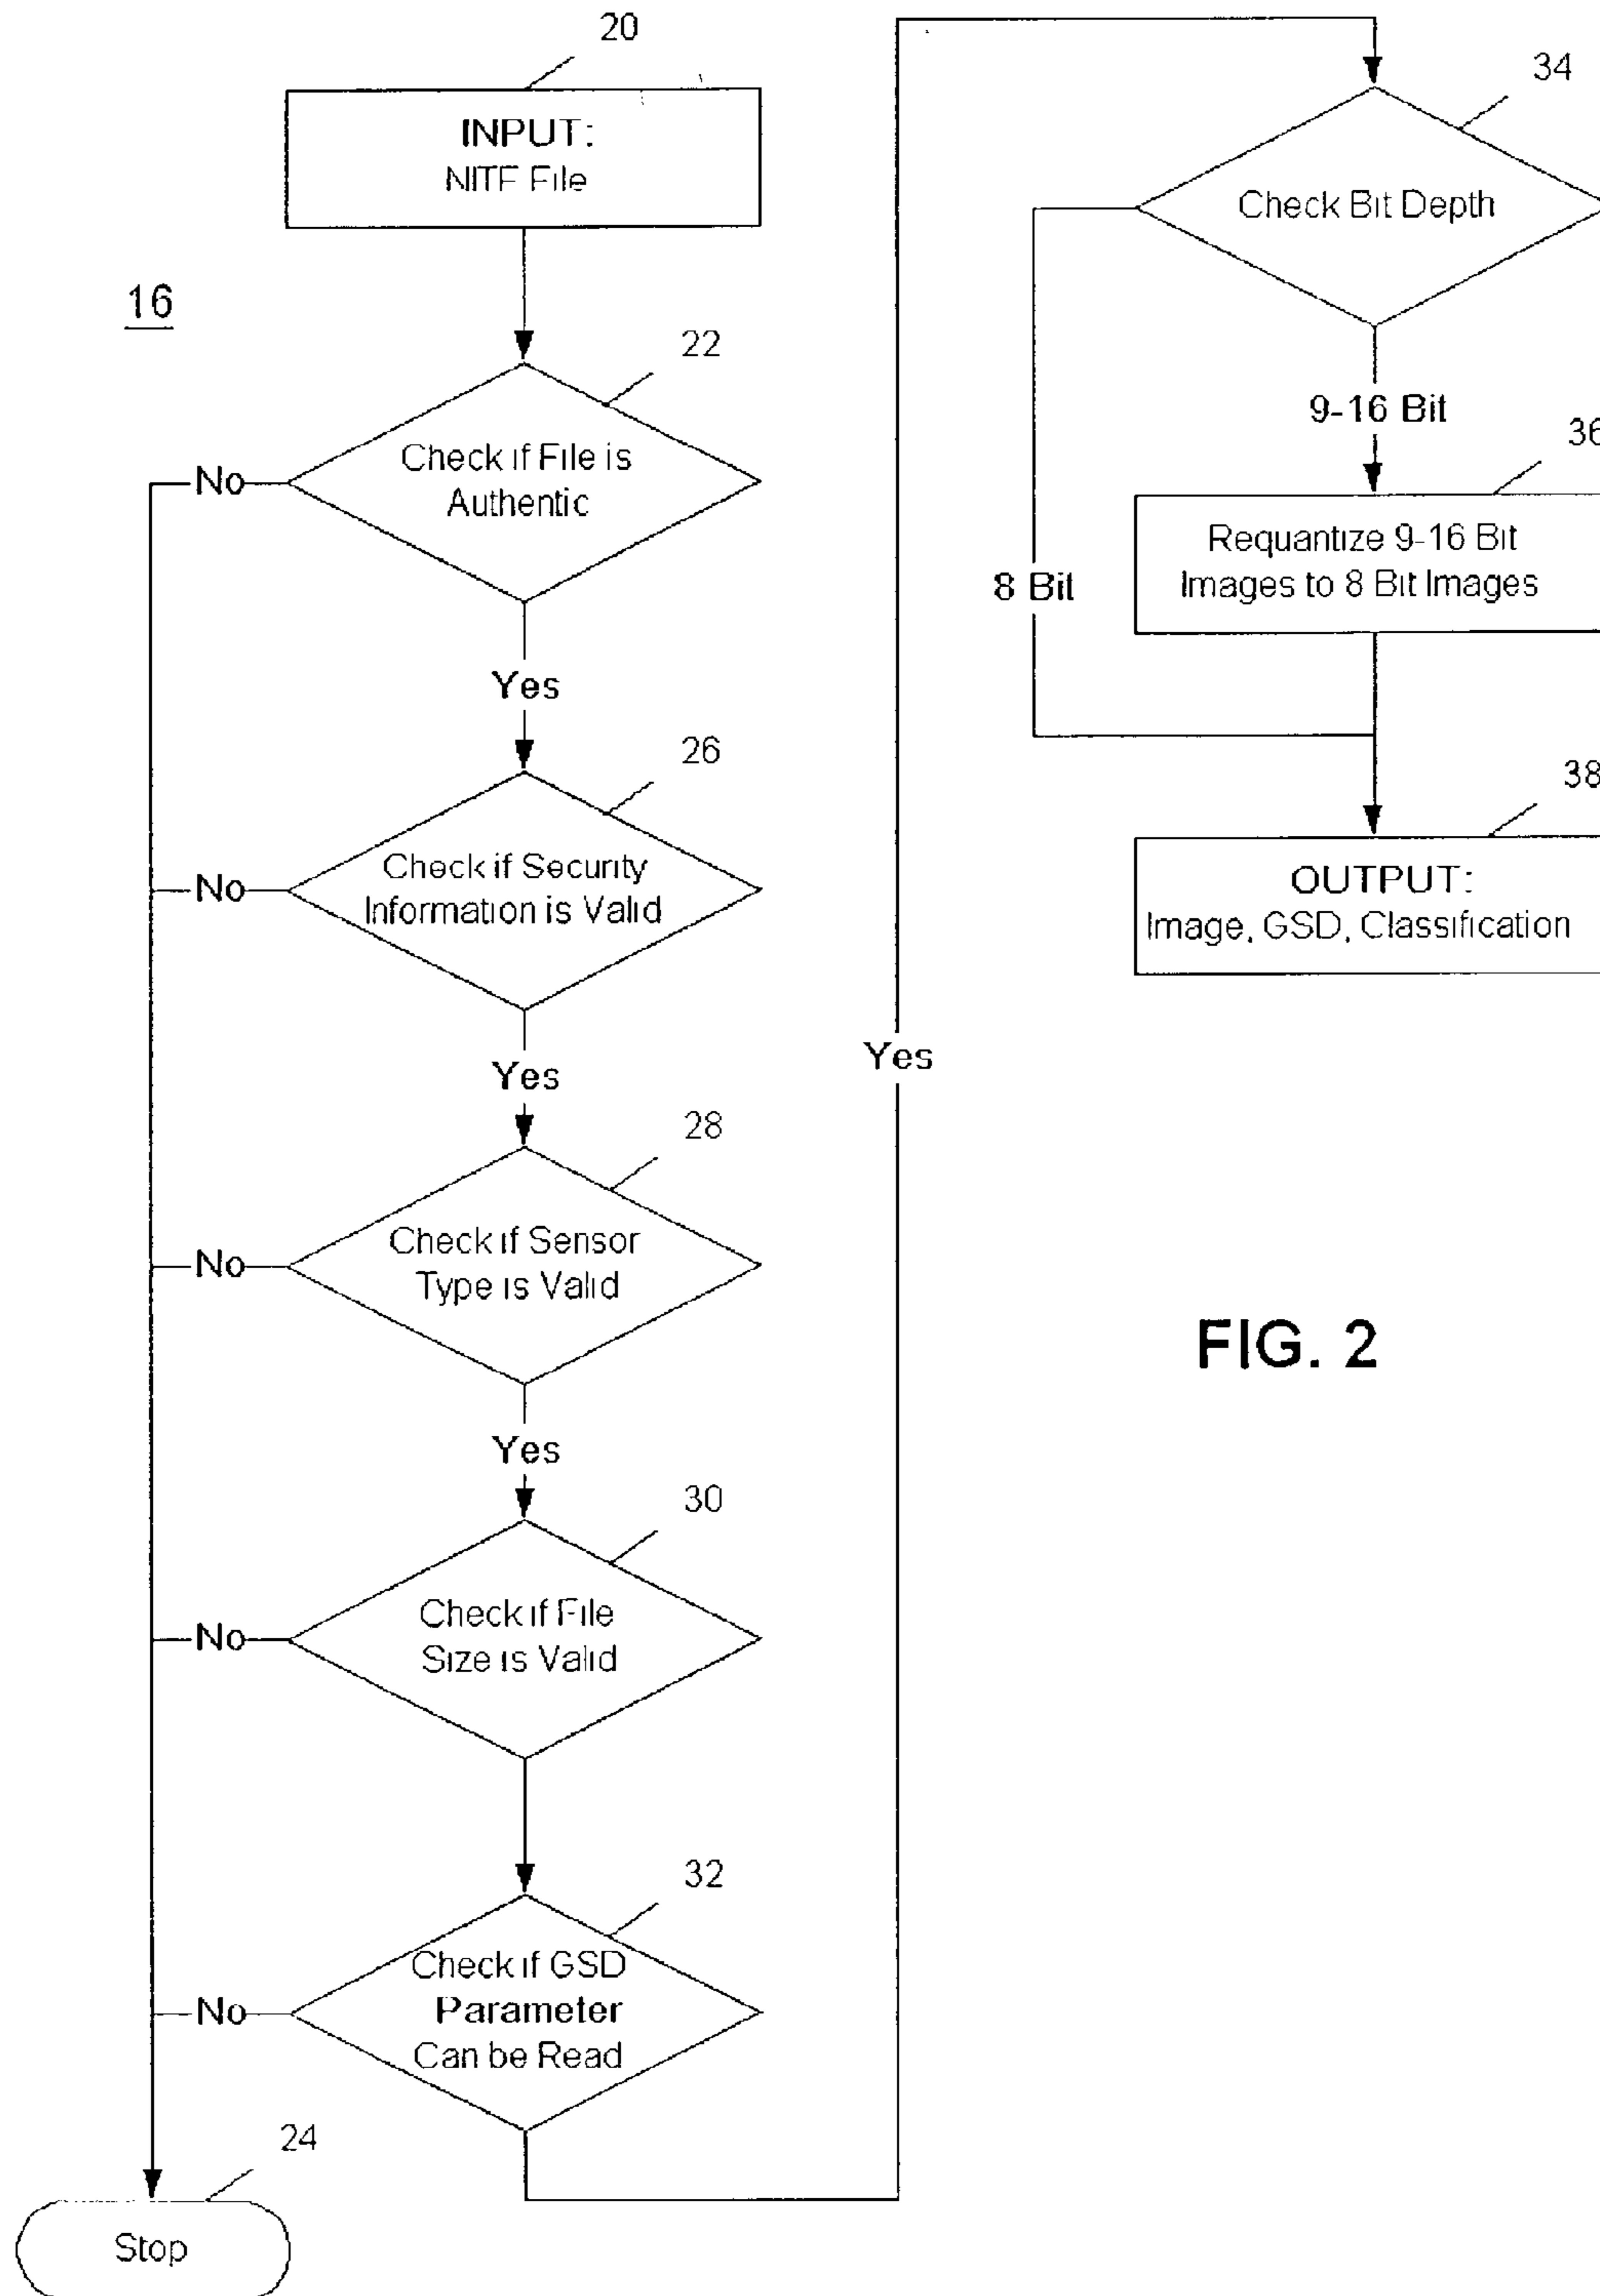 20
INPUT:
NITF File
16
22
Check if File is
Authentic
No
Yes
26
Check if Security
Information is Valid
No
Yes
28
Check if Sensor
Type is Valid
No
Yes
30
Check if File
Size is Valid
No
32
Check if GSD
Parameter
Can be Read
No
24
Stop
Yes
34
Check Bit Depth
9-16 Bit
8 Bit
36
Requantize 9-16 Bit
Images to 8 Bit Images
38
OUTPUT:
Image, GSD, Classification
FIG. 2